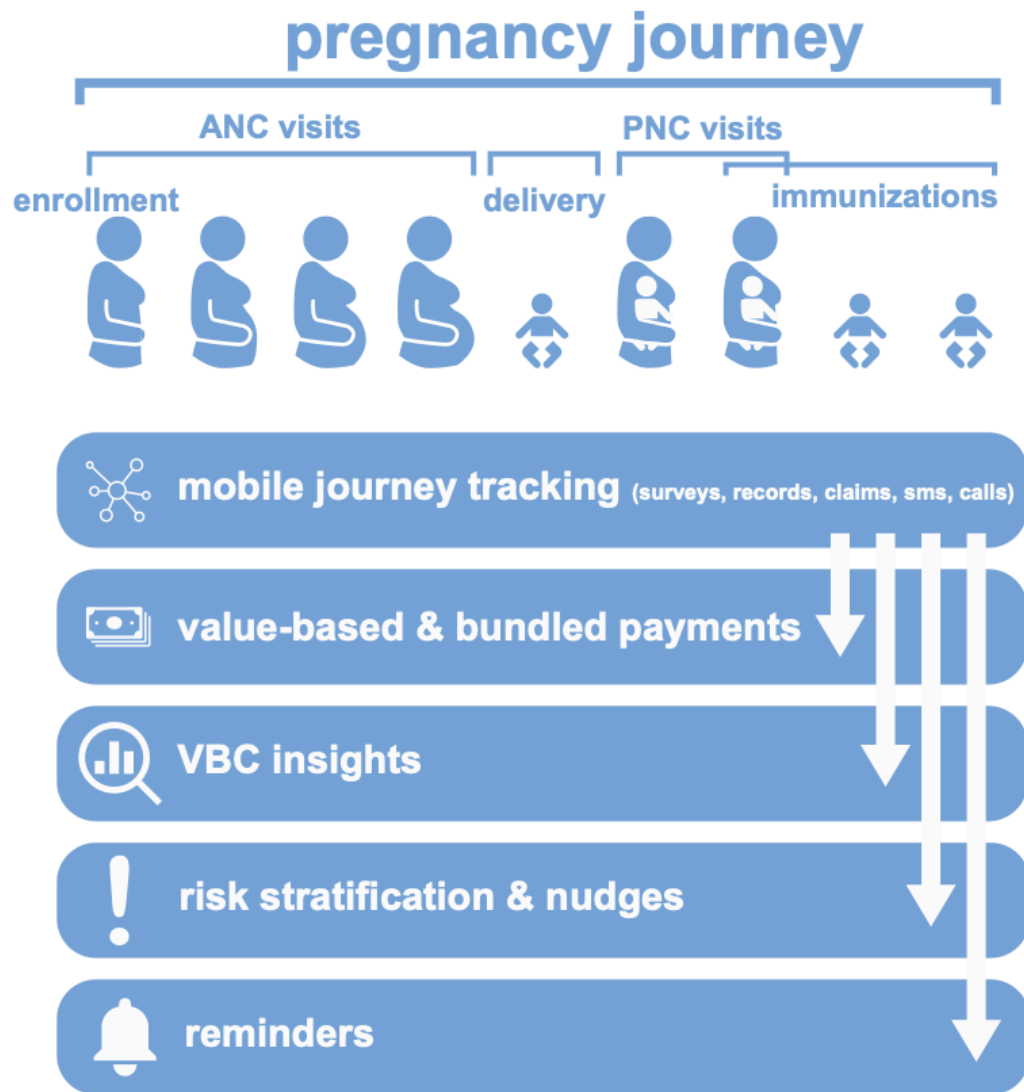 pregnancy journey
ANC visits
PNC visits
enrollment
delivery
immunizations
mobile journey tracking (surveys, records, claims, sms, calls)
value-based & bundled payments
VBC insights
risk stratification & nudges
reminders